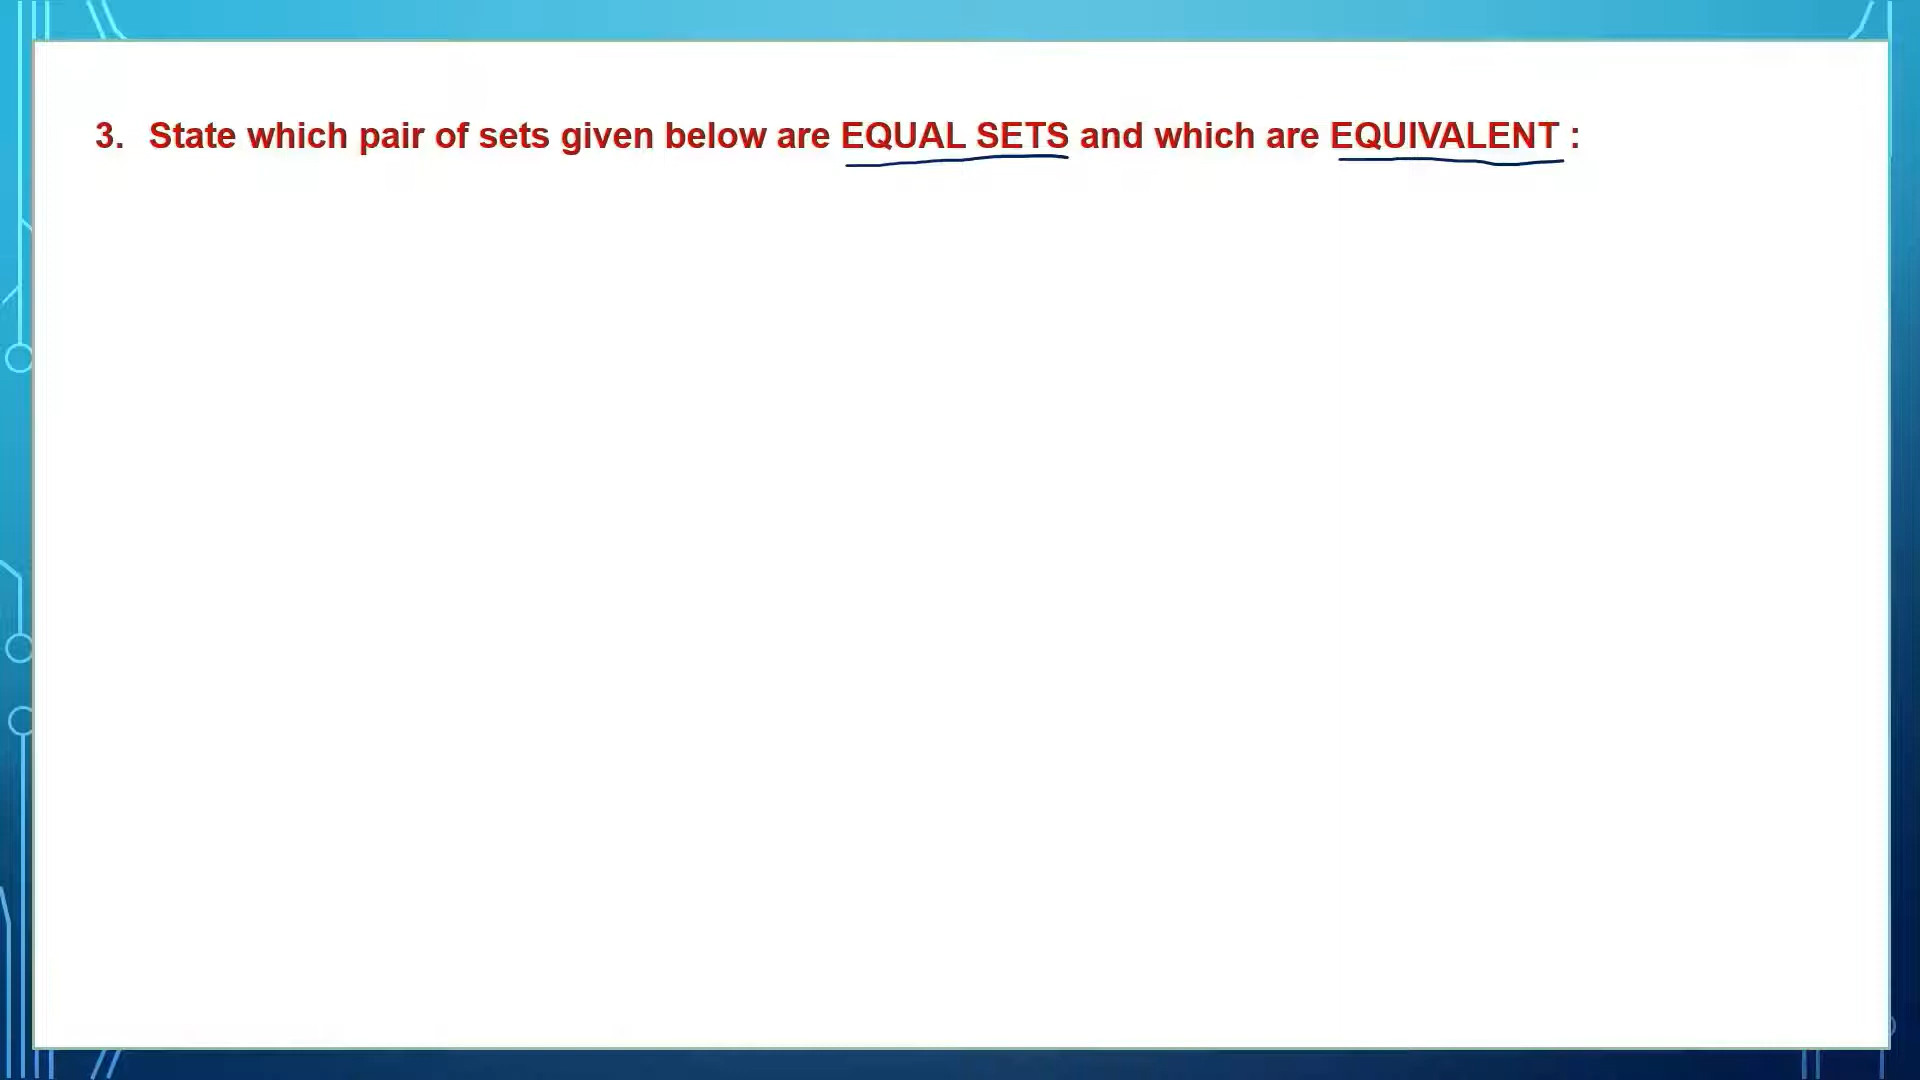 3. State which pair of sets given below are EQUAL SETS and which are EQUIVALENT :